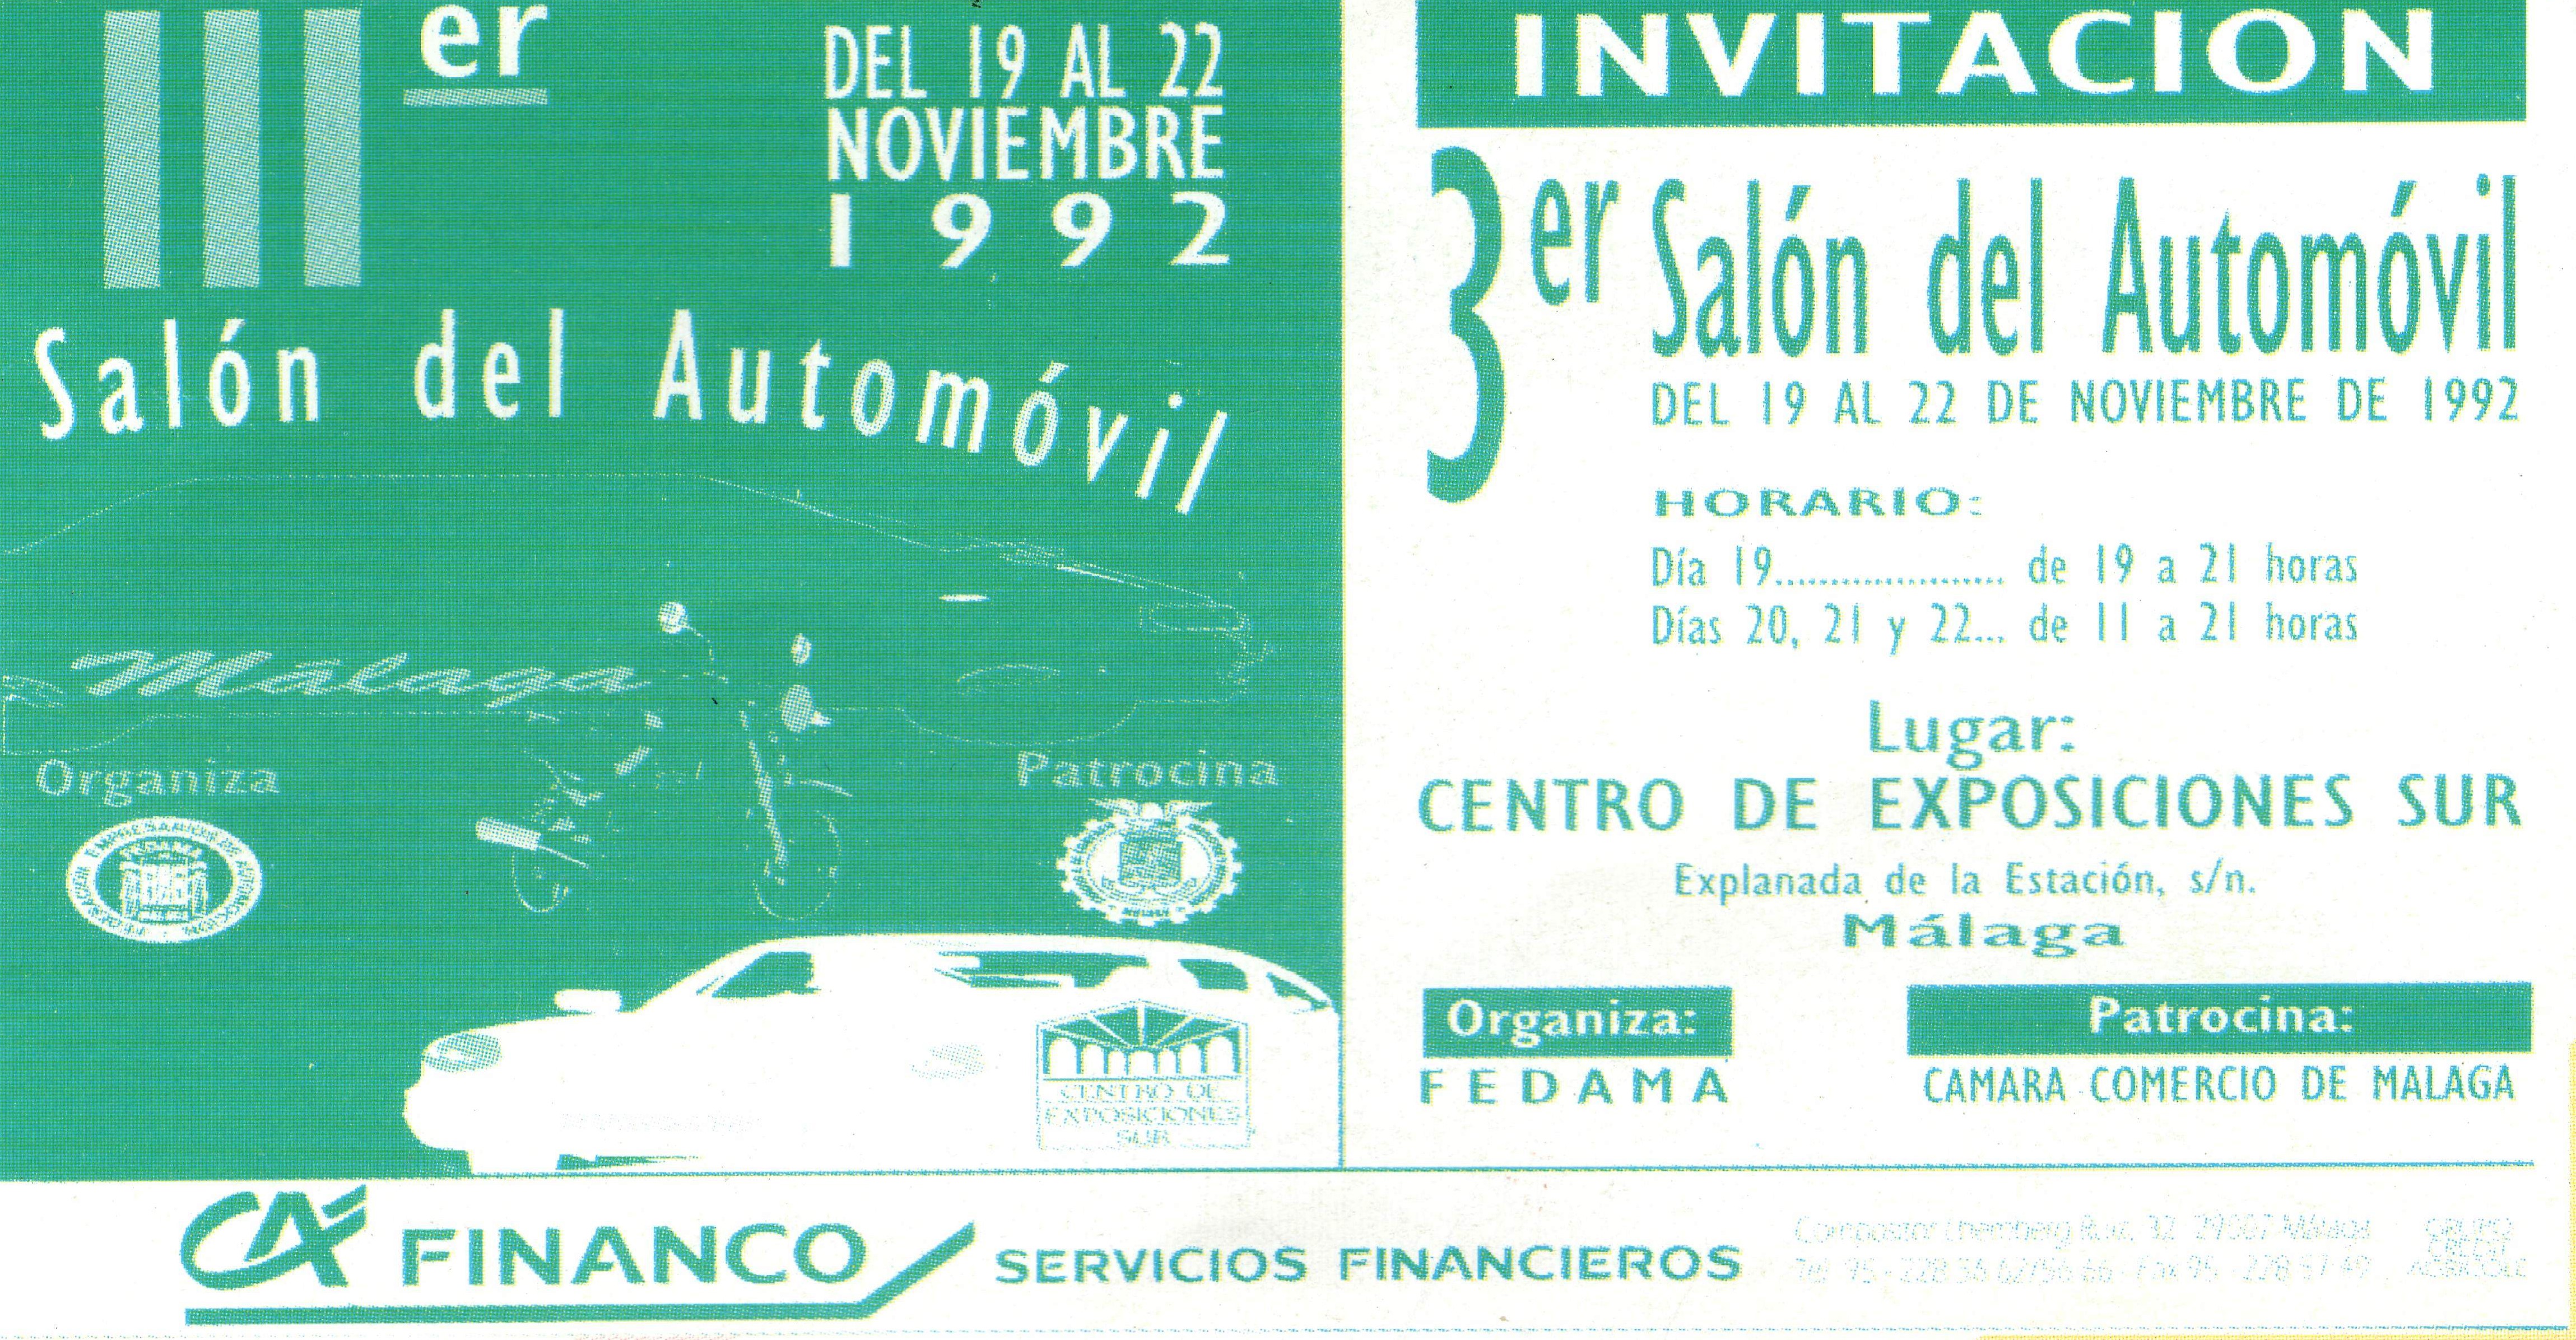 IIIer
DEL 19 AL 22
NOVIEMBRE
1992
Salón del Automóvil
Málaga
Organiza
Patrocina
FEDAMA
CENTRO DE
EXPOSICIONES
SUR
INVITACION
3er Salón del Automóvil
DEL 19 AL 22 DE NOVIEMBRE DE 1992
HORARIO:
Día 19..................... de 19 a 21 horas
Días 20, 21 y 22... de 11 a 21 horas
Lugar:
CENTRO DE EXPOSICIONES SUR
Explanada de la Estación, s/n.
Málaga
Organiza:
FEDAMA
Patrocina:
CAMARA COMERCIO DE MALAGA
CA FINANCO
SERVICIOS FINANCIEROS